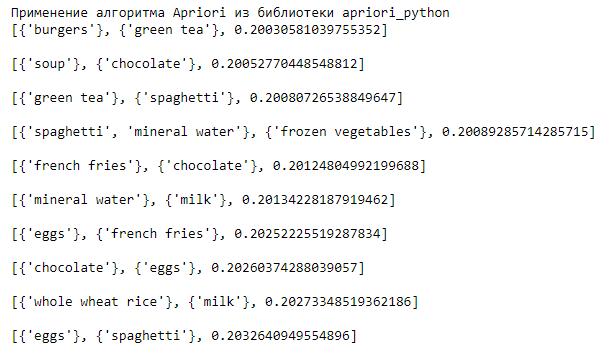 Применение алгоритма Apriori из библиотеки apriori_python
[{'burgers'}, {'green tea'}, 0.20030581039755352]
[{'soup'}, {'chocolate'}, 0.20052770448548812]
[{'green tea'}, {'spaghetti'}, 0.20080726538849647]
[{'spaghetti', 'mineral water'}, {'frozen vegetables'}, 0.20089285714285715]
[{'french fries'}, {'chocolate'}, 0.20124804992199688]
[{'mineral water'}, {'milk'}, 0.20134228187919462]
[{'eggs'}, {'french fries'}, 0.20252225519287834]
[{'chocolate'}, {'eggs'}, 0.20260374288039057]
[{'whole wheat rice'}, {'milk'}, 0.20273348519362186]
[{'eggs'}, {'spaghetti'}, 0.2032640949554896]